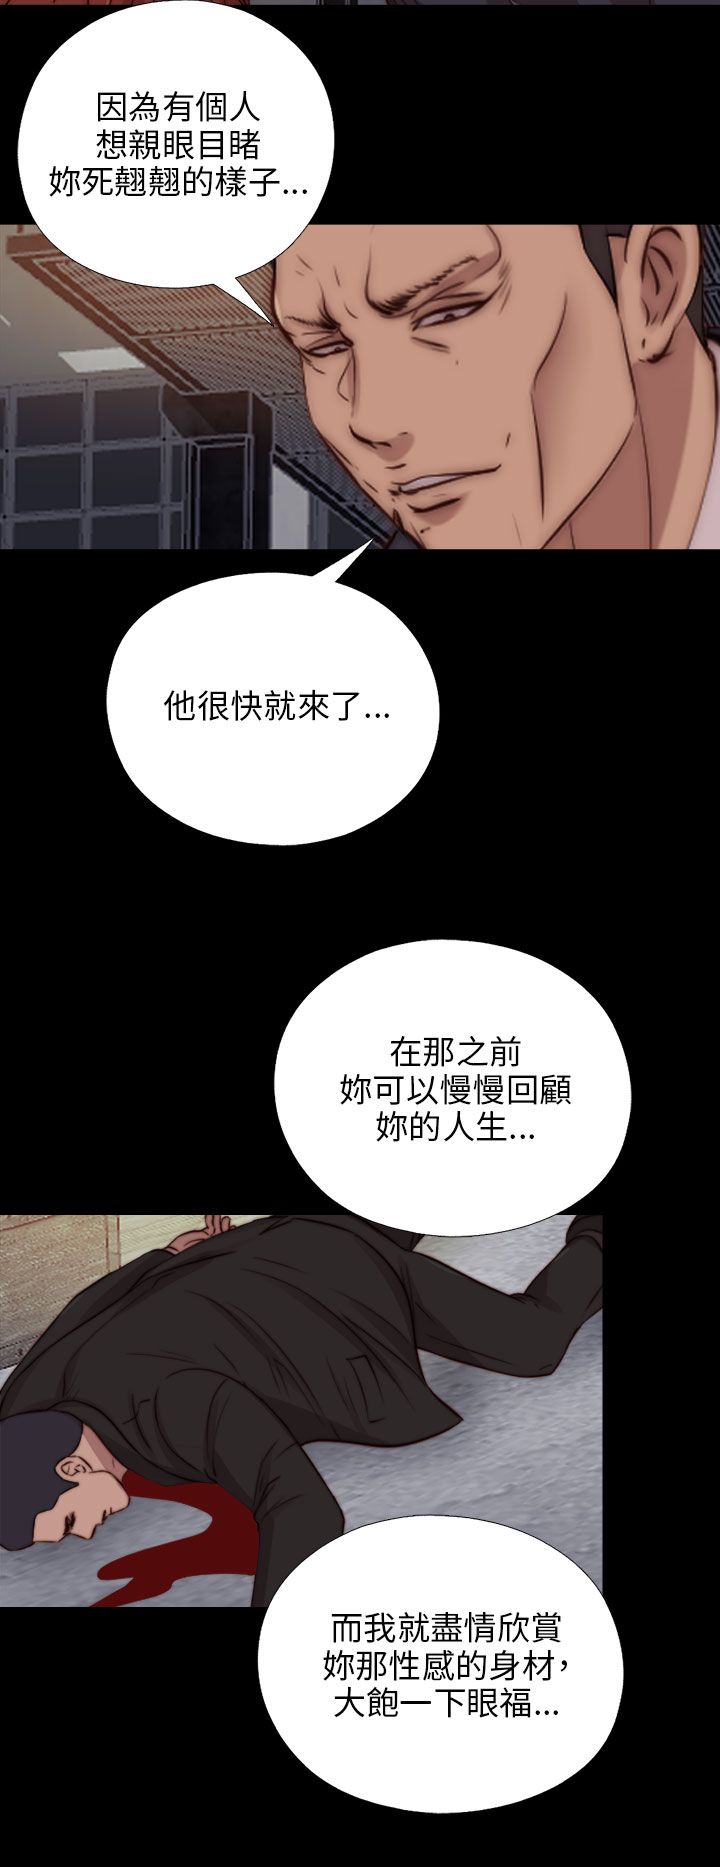 因為有個人
想親眼目睹
妳死翹翹的樣子...
他很快就來了...
在那之前
妳可以慢慢回顧
妳的人生...
而我就盡情欣賞
妳那性感的身材，
大飽一下眼福...